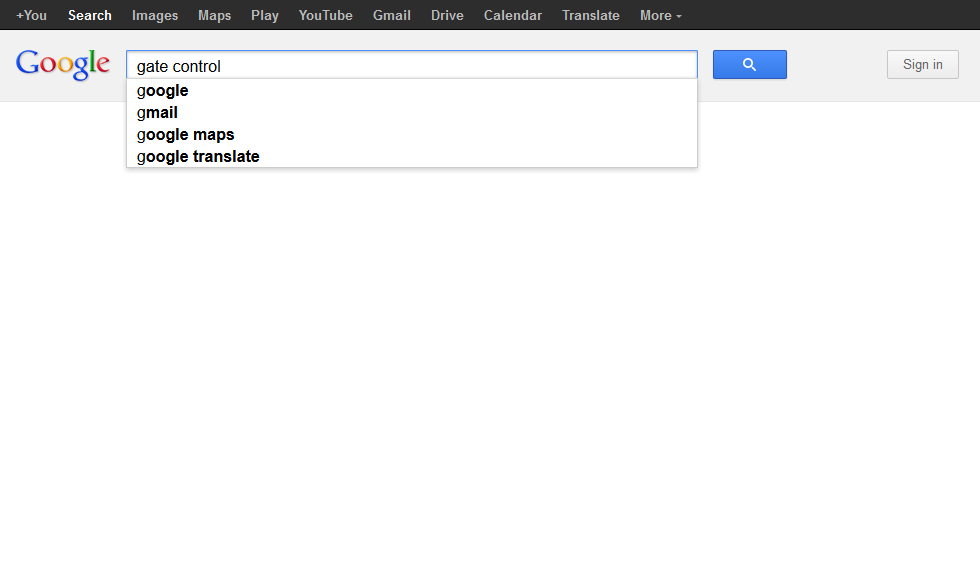 +You Search Images Maps Play YouTube Gmail Drive Calendar Translate More
Google gate control Sign in
google
gmail
google maps
google translate